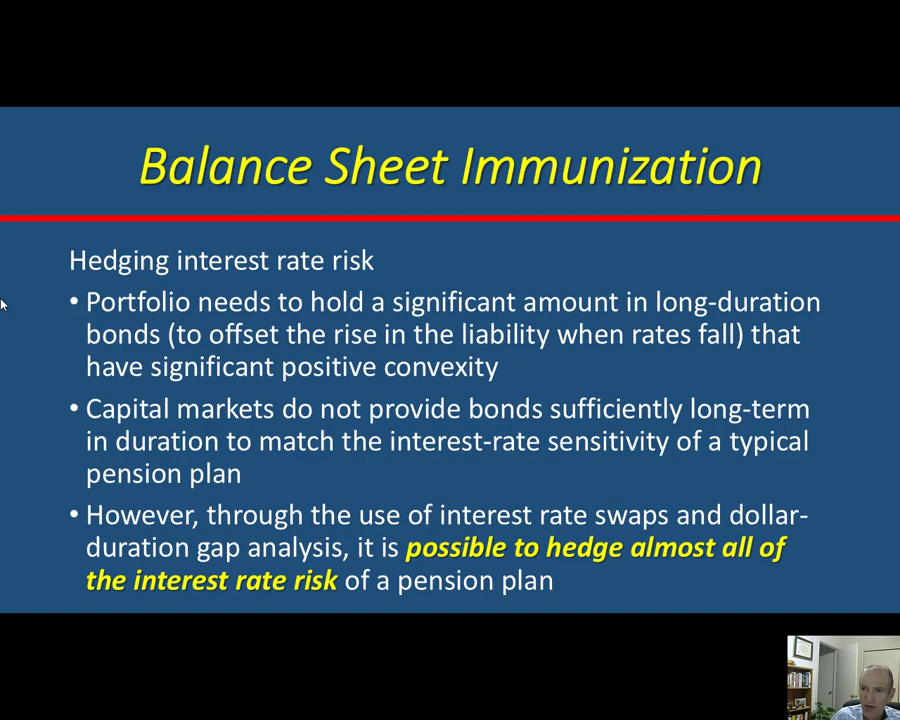 Balance Sheet Immunization
Hedging interest rate risk
• Portfolio needs to hold a significant amount in long-duration
bonds (to offset the rise in the liability when rates fall) that
have significant positive convexity
• Capital markets do not provide bonds sufficiently long-term
in duration to match the interest-rate sensitivity of a typical
pension plan
• However, through the use of interest rate swaps and dollar-
duration gap analysis, it is possible to hedge almost all of
the interest rate risk of a pension plan